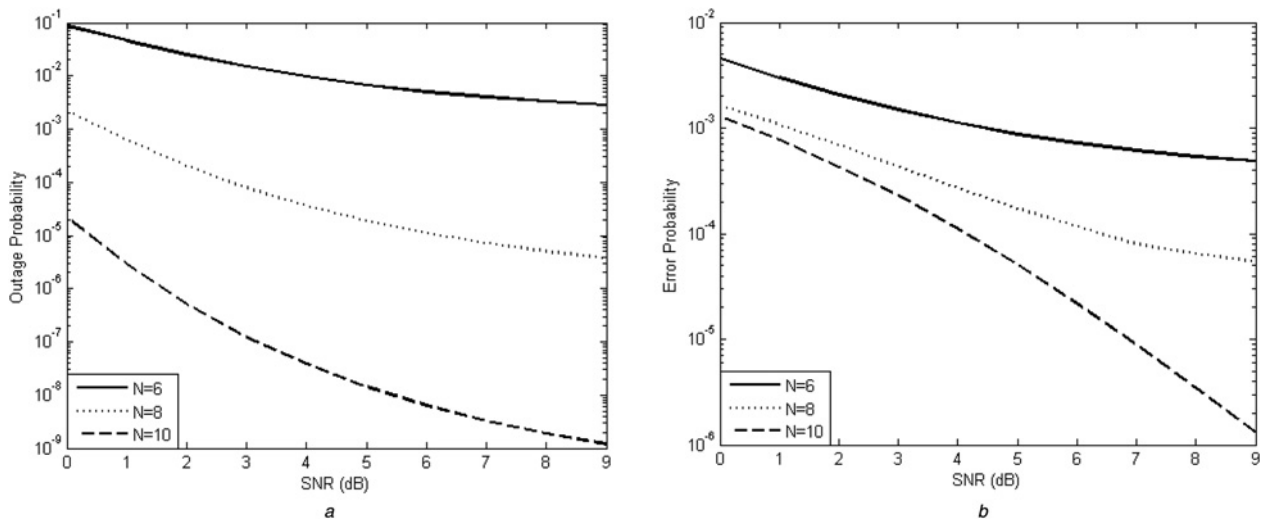 10^-1
10^-2
10^-3
10^-4
10^-5
10^-6
10^-7
10^-8
10^-9
Outage Probability
N=6
N=8
N=10
0 1 2 3 4 5 6 7 8 9
SNR (dB)
a
10^-2
10^-3
10^-4
10^-5
10^-6
Error Probability
N=6
N=8
N=10
0 1 2 3 4 5 6 7 8 9
SNR (dB)
b